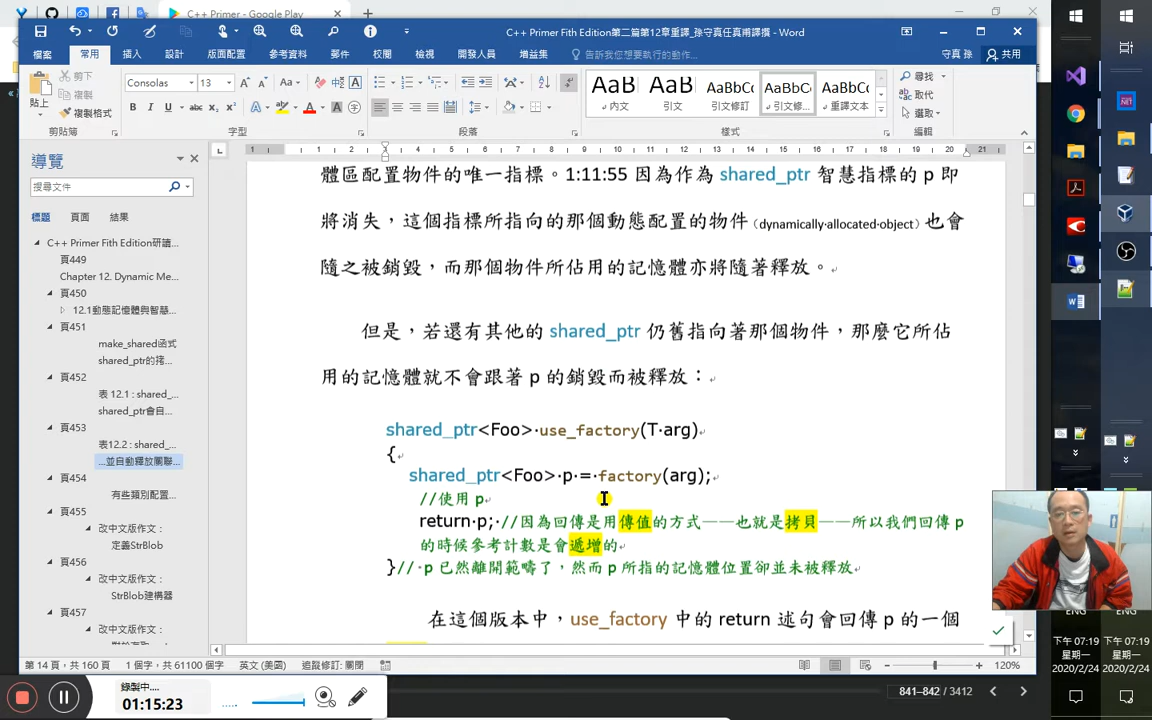 C++ Primer - Google Play
C++ Primer Fith Edition第二篇第12章重譯_孫守真任真甫譯撰 - Word
檔案 常用 插入 設計 版面配置 參考資料 郵件 校閱 檢視 開發人員 增益集 告訴我您想要執行的動作... 守真 孫 共用
貼上
剪下
複製
複製格式
Consolas 13
AaB AaB AaBbCc AaBbCc AaBbCc
內文 引文 引文修訂 引文修... 重譯文本
尋找
取代
選取
剪貼簿 字型 段落 樣式 編輯
導覽
搜尋文件
標題 頁面 結果
C++ Primer Fith Edition研讀...
頁449
Chapter 12. Dynamic Me...
頁450
12.1動態記憶體與智慧...
頁451
make_shared函式
shared_ptr的拷...
頁452
表 12.1 : shared_...
shared_ptr會自...
頁453
表12.2 : shared_...
...並自動釋放關聯...
頁454
有些類別配置...
頁455
改中文版作文：
定義StrBlob
頁456
改中文版作文：
StrBlob建構器
頁457
改中文版作文：
體區配置物件的唯一指標。1:11:55 因為作為 shared_ptr 智慧指標的 p 即
將消失，這個指標所指向的那個動態配置的物件（dynamically·allocated·object）也會
隨之被銷毀，而那個物件所佔用的記憶體亦將隨著釋放。
但是，若還有其他的 shared_ptr 仍舊指向著那個物件，那麼它所佔
用的記憶體就不會跟著 p 的銷毀而被釋放：
shared_ptr<Foo>·use_factory(T·arg)
{
shared_ptr<Foo>·p·=·factory(arg);
//使用 p
return·p;·//因為回傳是用傳值的方式──也就是拷貝──所以我們回傳 p
的時候參考計數是會遞增的
}//·p 已然離開範疇了，然而 p 所指的記憶體位置卻並未被釋放
在這個版本中，use_factory 中的 return 述句會回傳 p 的一個
第 14 頁，共 160 頁 1 個字，共 61100 個字 英文 (美國) 追蹤修訂: 關閉 120%
錄製中....
01:15:23
841–842 / 3412
ENG
下午 07:19
星期一
2020/2/24
ENG
下午 07:19
星期一
2020/2/24